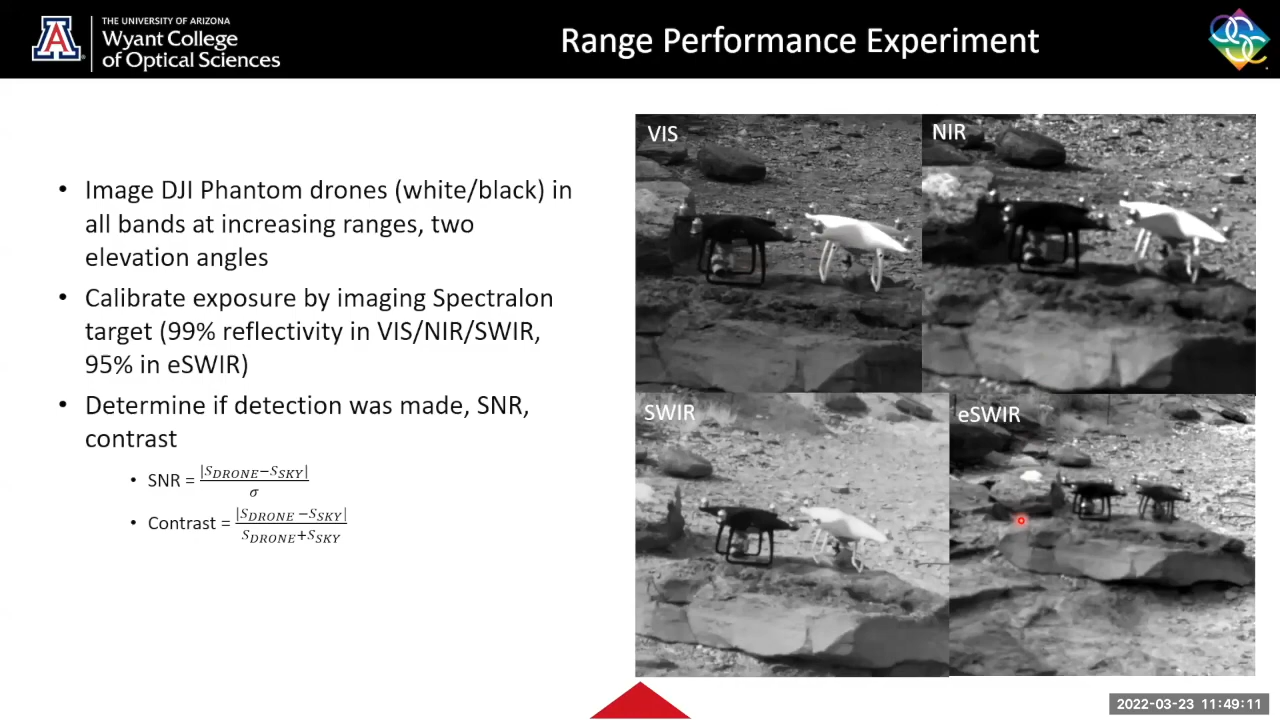 THE UNIVERSITY OF ARIZONA
Wyant College
of Optical Sciences
Range Performance Experiment
• Image DJI Phantom drones (white/black) in
all bands at increasing ranges, two
elevation angles
• Calibrate exposure by imaging Spectralon
target (99% reflectivity in VIS/NIR/SWIR,
95% in eSWIR)
• Determine if detection was made, SNR,
contrast
• SNR = |S_DRONE−S_SKY| / σ
• Contrast = |S_DRONE −S_SKY| / S_DRONE+S_SKY
VIS
NIR
SWIR
eSWIR
A
OSC
2022-03-23 11:49:11